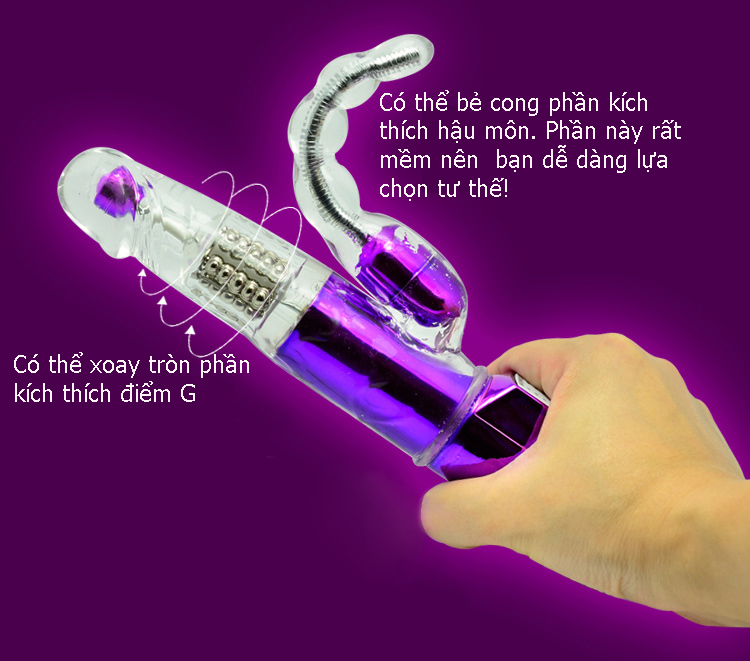 Có thể bẻ cong phần kích
thích hậu môn. Phần này rất
mềm nên  bạn dễ dàng lựa
chọn tư thế!
Có thể xoay tròn phần
kích thích điểm G